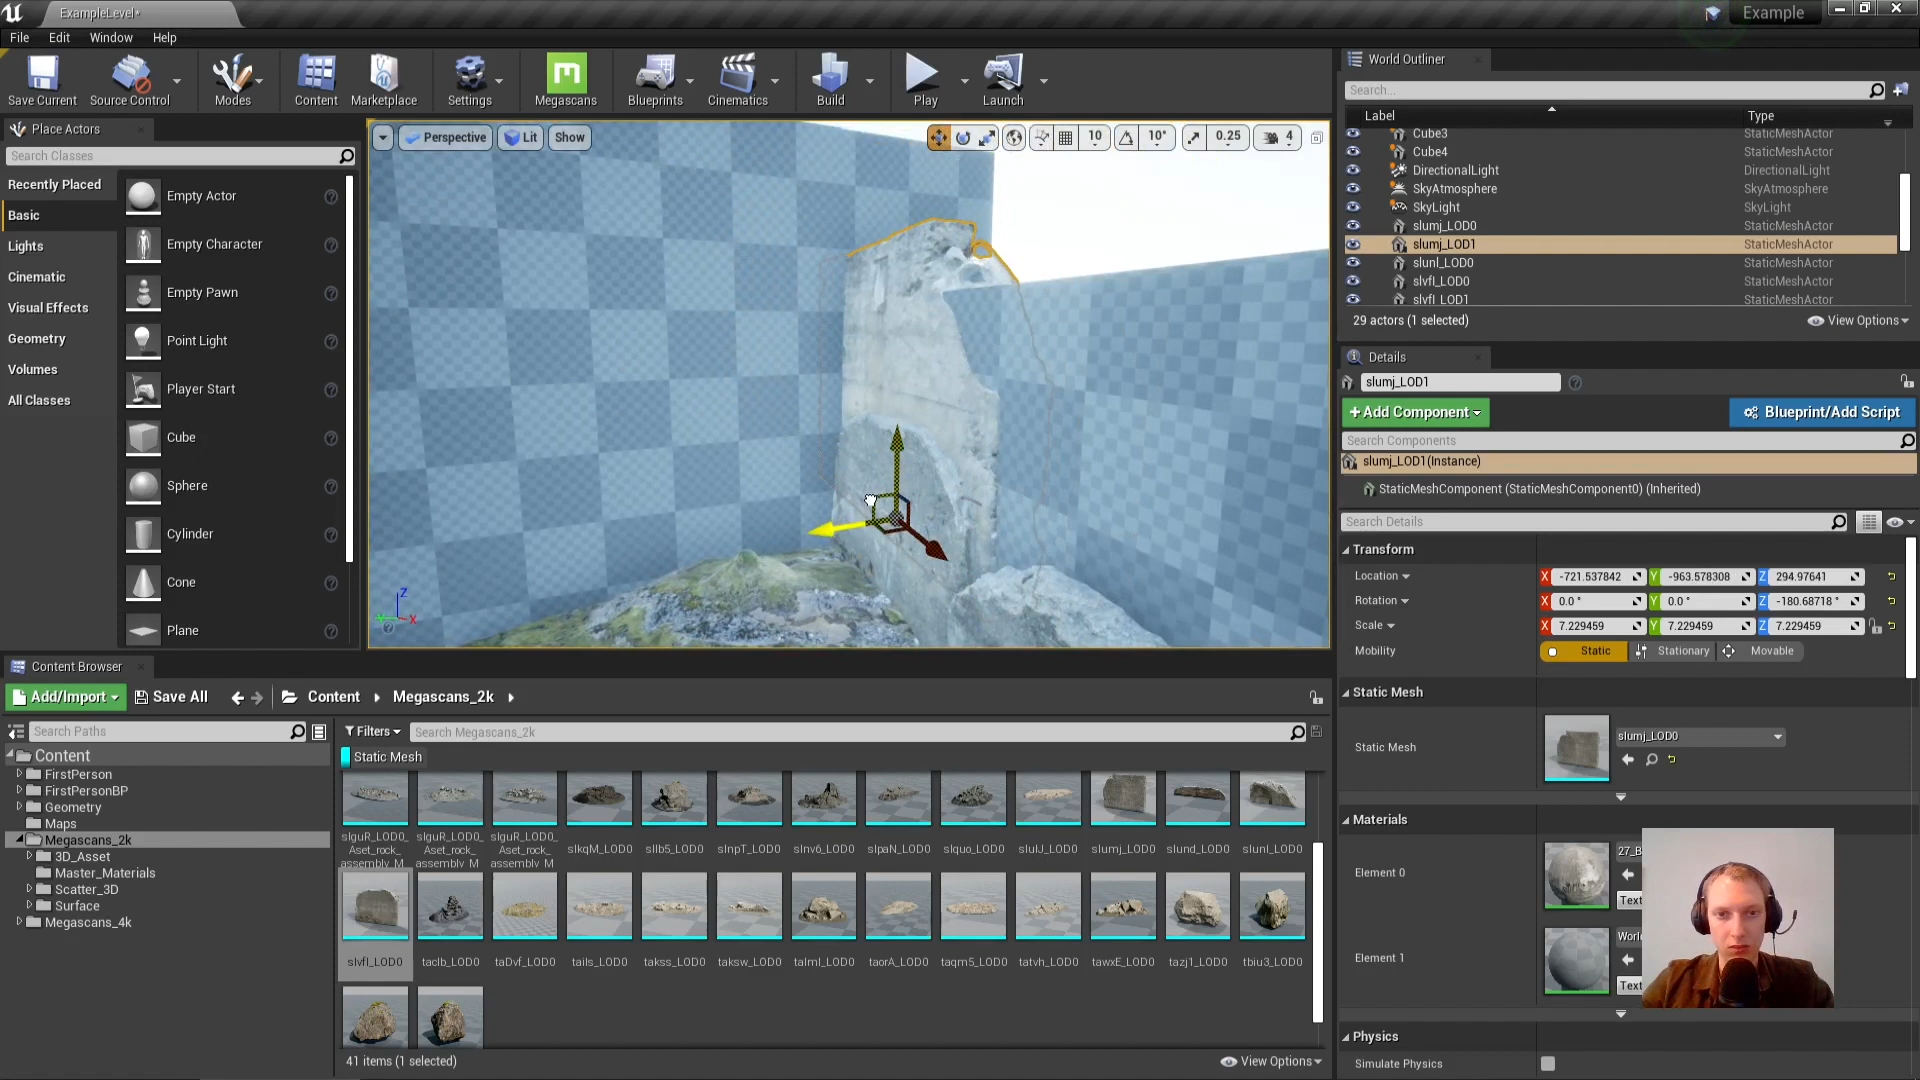 ExampleLevel*
Example
File Edit Window Help
Save Current
Source Control
Modes
Content
Marketplace
Settings
Megascans
Blueprints
Cinematics
Build
Play
Launch
Place Actors
Search Classes
Recently Placed
Basic
Lights
Cinematic
Visual Effects
Geometry
Volumes
All Classes
Empty Actor
Empty Character
Empty Pawn
Point Light
Player Start
Cube
Sphere
Cylinder
Cone
Plane
Perspective
Lit
Show
10
10°
0.25
4
Z
X
World Outliner
Search...
Label
Type
Cube3 StaticMeshActor
Cube4 StaticMeshActor
DirectionalLight DirectionalLight
SkyAtmosphere SkyAtmosphere
SkyLight SkyLight
slumj_LOD0 StaticMeshActor
slumj_LOD1 StaticMeshActor
slunl_LOD0 StaticMeshActor
slvfl_LOD0 StaticMeshActor
slvfl_LOD1 StaticMeshActor
29 actors (1 selected)
View Options
Details
slumj_LOD1
+Add Component
Blueprint/Add Script
Search Components
slumj_LOD1(Instance)
StaticMeshComponent (StaticMeshComponent0) (Inherited)
Search Details
Transform
Location X -721.537842 Y -963.578308 Z 294.97641
Rotation X 0.0 ° Y 0.0 ° Z -180.68718 °
Scale X 7.229459 Y 7.229459 Z 7.229459
Mobility Static Stationary Movable
Static Mesh
Static Mesh
slumj_LOD0
Materials
Element 0
27_B
Text
Element 1
Worl
Text
Physics
Simulate Physics
Content Browser
Add/Import
Save All
Content
Megascans_2k
Search Paths
Filters
Search Megascans_2k
Content
FirstPerson
FirstPersonBP
Geometry
Maps
Megascans_2k
3D_Asset
Master_Materials
Scatter_3D
Surface
Megascans_4k
Static Mesh
slguR_LOD0_ slguR_LOD0_ slguR_LOD0_
Aset_rock_ Aset_rock_ Aset_rock_
assembly_M assembly_M assembly_M
slkqM_LOD0 sllb5_LOD0 slnpT_LOD0 slnv6_LOD0 slpaN_LOD0 slquo_LOD0 slulJ_LOD0 slumj_LOD0 slund_LOD0 slunl_LOD0
slvfl_LOD0 taclb_LOD0 taDvf_LOD0 tails_LOD0 takss_LOD0 taksw_LOD0 talml_LOD0 taorA_LOD0 taqm5_LOD0 tatvh_LOD0 tawxE_LOD0 tazj1_LOD0 tbiu3_LOD0
41 items (1 selected)
View Options